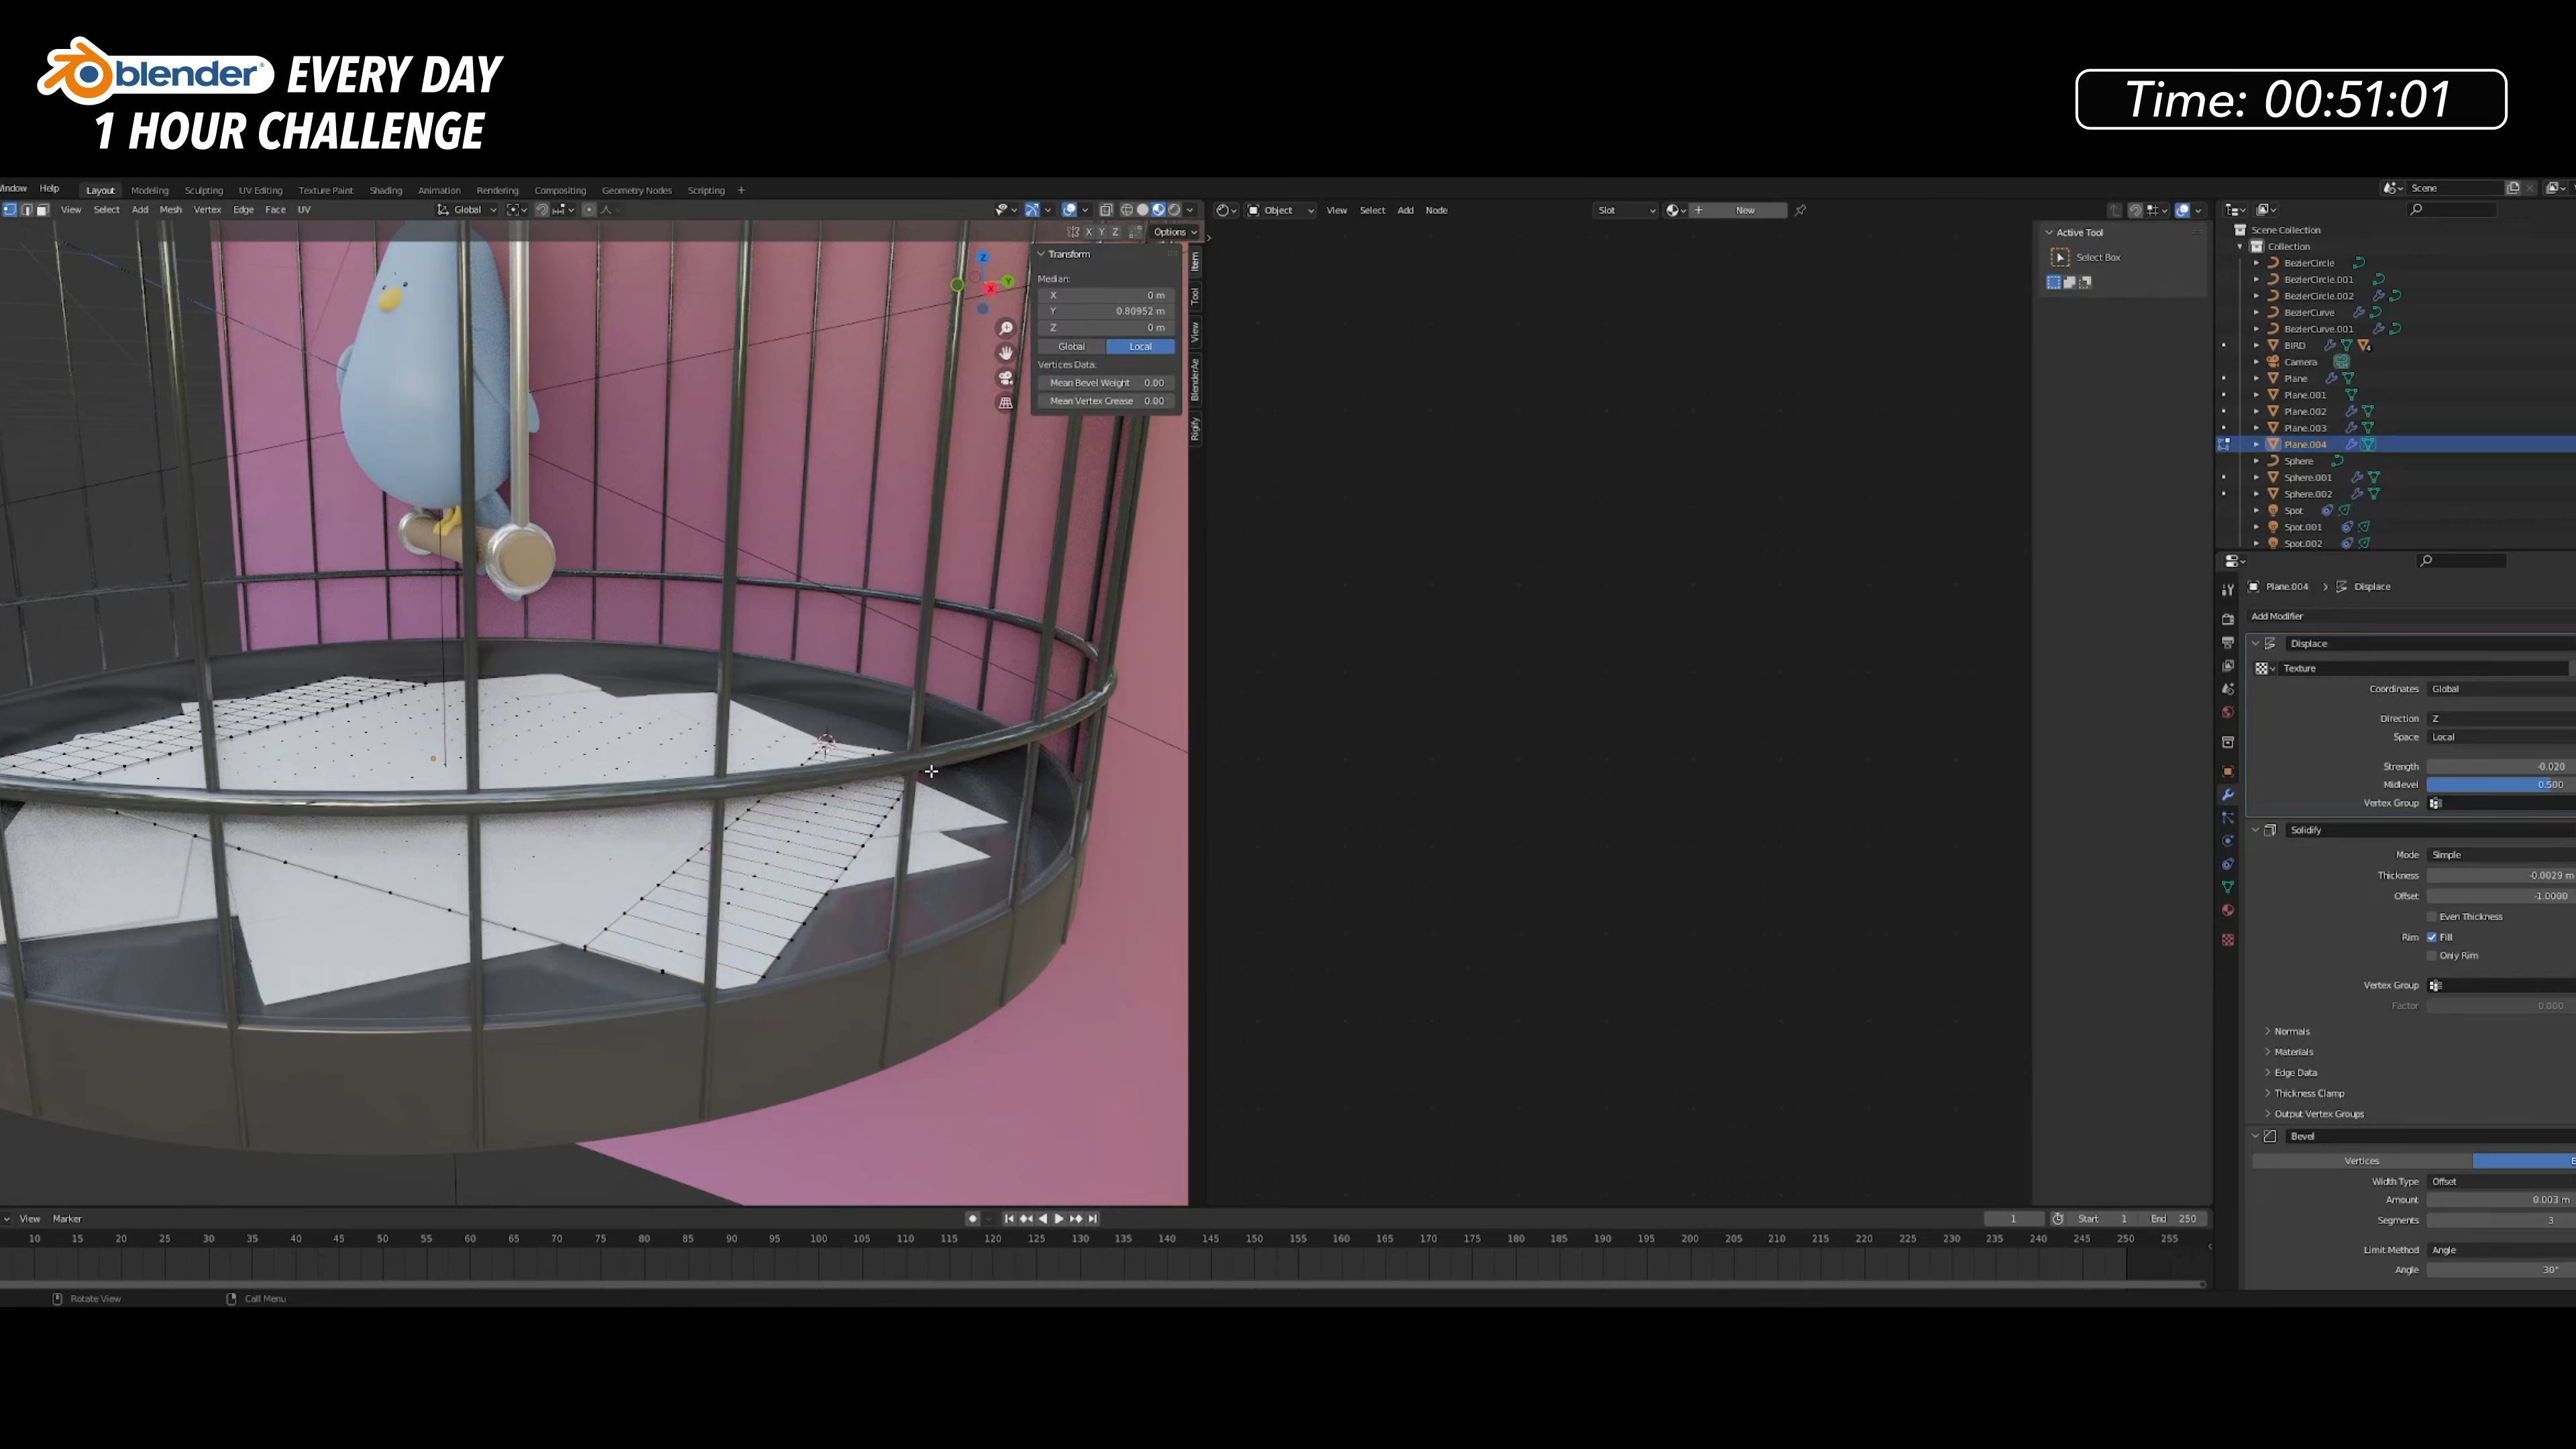 blender EVERY DAY
1 HOUR CHALLENGE
Time: 00:51:01
Window Help Layout Modeling Sculpting UV Editing Texture Paint Shading Animation Rendering Compositing Geometry Nodes Scripting + Scene
View Select Add Mesh Vertex Edge Face UV Global Object View Select Add Node Slot New
X Y Z Options
Transform
Median:
X 0 m
Y 0.80952 m
Z 0 m
Global Local
Vertices Data:
Mean Bevel Weight 0.00
Mean Vertex Crease 0.00
Item
Tool
View
BlenderAe
Rigify
Active Tool
Select Box
Scene Collection
Collection
BezierCircle
BezierCircle.001
BezierCircle.002
BezierCurve
BezierCurve.001
BIRD
Camera
Plane
Plane.001
Plane.002
Plane.003
Plane.004
Sphere
Sphere.001
Sphere.002
Spot
Spot.001
Spot.002
Plane.004 > Displace
Add Modifier
Displace
Texture
Coordinates Global
Direction Z
Space Local
Strength -0.020
Midlevel 0.500
Vertex Group
Solidify
Mode Simple
Thickness -0.0029 m
Offset -1.0000
Even Thickness
Rim Fill
Only Rim
Vertex Group
Factor 0.000
Normals
Materials
Edge Data
Thickness Clamp
Output Vertex Groups
Bevel
Vertices E
Width Type Offset
Amount 0.003 m
Segments 3
Limit Method Angle
Angle 30°
View Marker 1 Start 1 End 250
10 15 20 25 30 35 40 45 50 55 60 65 70 75 80 85 90 95 100 105 110 115 120 125 130 135 140 145 150 155 160 165 170 175 180 185 190 195 200 205 210 215 220 225 230 235 240 245 250 255
Rotate View Call Menu